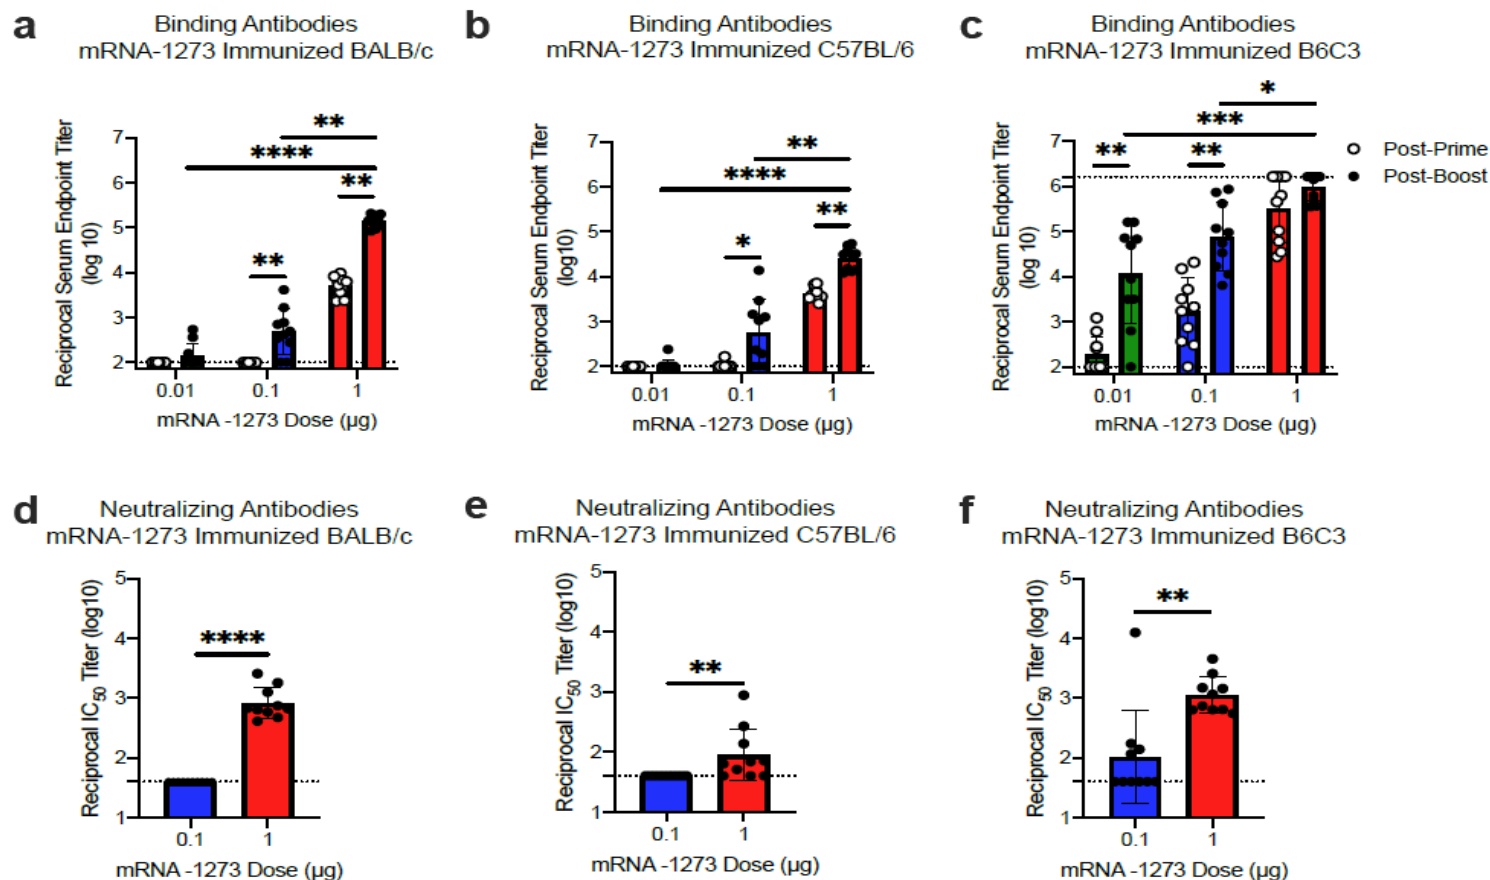 a
Binding Antibodies
mRNA-1273 Immunized BALB/c
Reciprocal Serum Endpoint Titer
(log 10)
7
6
5
4
3
2
**
****
**
**
0.01
0.1
1
mRNA -1273 Dose (µg)
b
Binding Antibodies
mRNA-1273 Immunized C57BL/6
Reciprocal Serum Endpoint Titer
(log10)
7
6
5
4
3
2
**
****
**
*
0.01
0.1
1
mRNA -1273 Dose (µg)
c
Binding Antibodies
mRNA-1273 Immunized B6C3
Reciprocal Serum Endpoint Titer
(log 10)
7
6
5
4
3
2
*
***
**
**
0.01
0.1
1
mRNA -1273 Dose (µg)
Post-Prime
Post-Boost
d
Neutralizing Antibodies
mRNA-1273 Immunized BALB/c
Reciprocal IC50 Titer (log10)
5
4
3
2
1
****
0.1
1
mRNA -1273 Dose (µg)
e
Neutralizing Antibodies
mRNA-1273 Immunized C57BL/6
Reciprocal IC50 Titer (log10)
5
4
3
2
1
**
0.1
1
mRNA -1273 Dose (µg)
f
Neutralizing Antibodies
mRNA-1273 Immunized B6C3
Reciprocal IC50 Titer (log10)
5
4
3
2
1
**
0.1
1
mRNA -1273 Dose (µg)